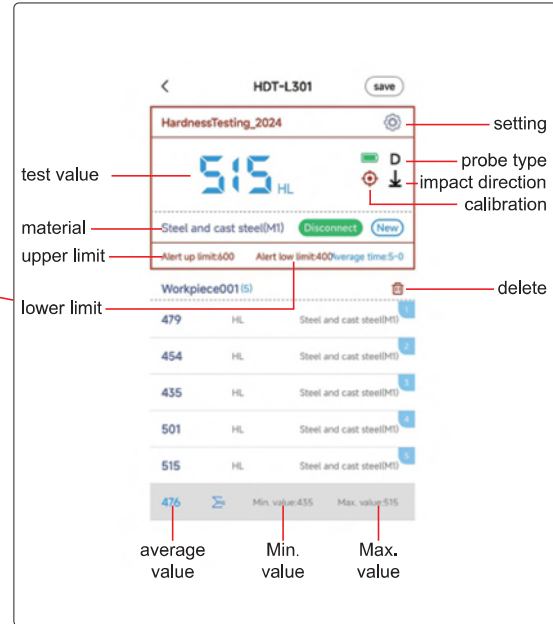 HDT-L301 save
HardnessTesting_2024
setting
D
probe type
515 HL
test value
impact direction
calibration
material
Steel and cast steel(M1) Disconnect New
upper limit
Alert up limit:600 Alert low limit:400 Average time:5-0
Workpiece001(5)
delete
lower limit
1
479 HL Steel and cast steel(M1)
2
454 HL Steel and cast steel(M1)
3
435 HL Steel and cast steel(M1)
4
501 HL Steel and cast steel(M1)
5
515 HL Steel and cast steel(M1)
476 Σ Min. value:435 Max. value:515
average value
Min. value
Max. value